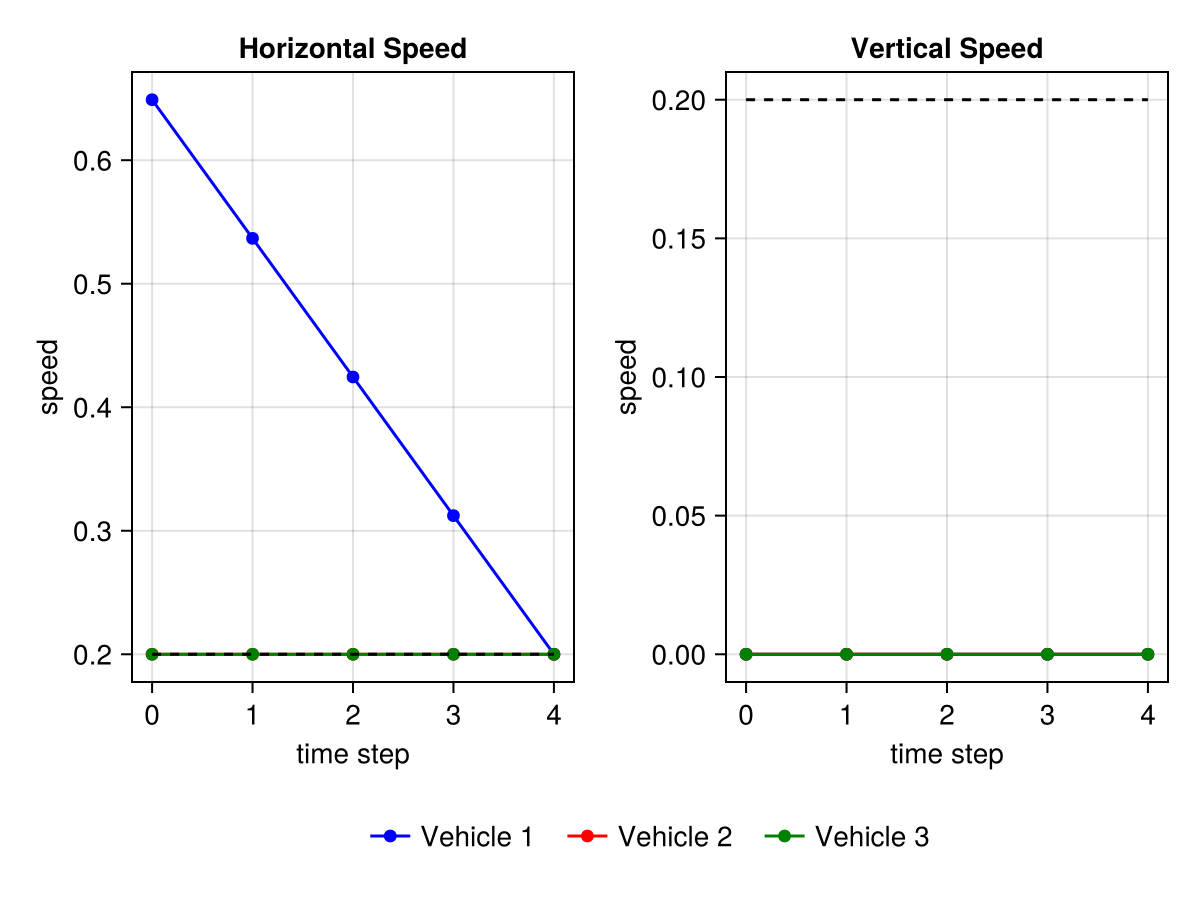 Horizontal Speed
0.6
0.5
0.4
0.3
0.2
speed
0 1 2 3 4
time step
Vertical Speed
0.20
0.15
0.10
0.05
0.00
speed
0 1 2 3 4
time step
Vehicle 1 Vehicle 2 Vehicle 3